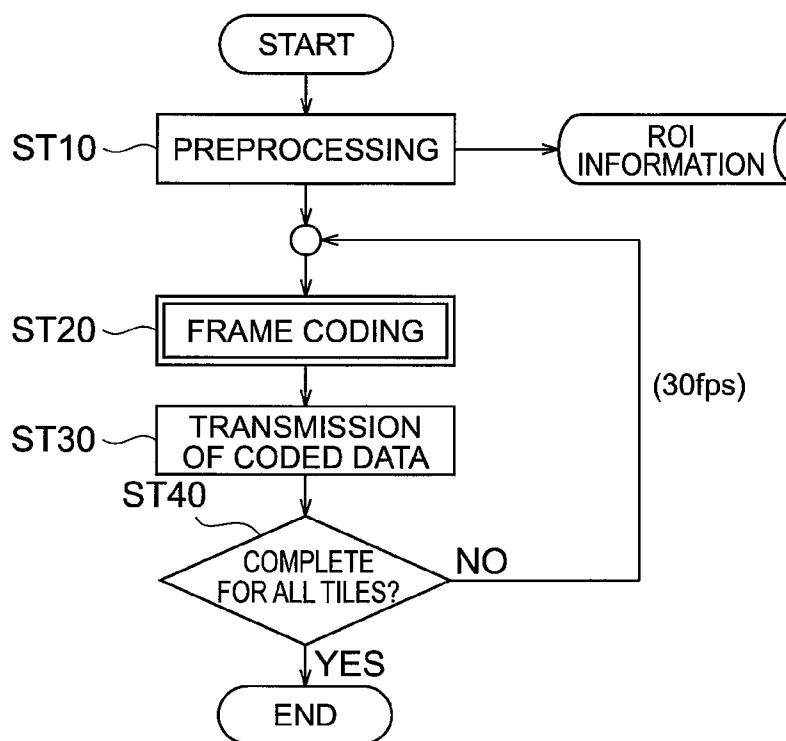 START
ST10
PREPROCESSING
ROI
INFORMATION
ST20
FRAME CODING
(30fps)
ST30
TRANSMISSION
OF CODED DATA
ST40
COMPLETE
FOR ALL TILES?
NO
YES
END